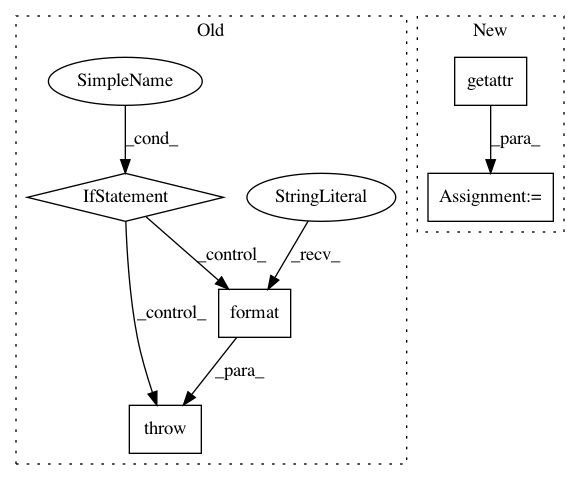 Old
New
SimpleName
getattr
_cond_
_para_
IfStatement
StringLiteral
Assignment:=
_control_
_recv_
_control_
format
_para_
throw